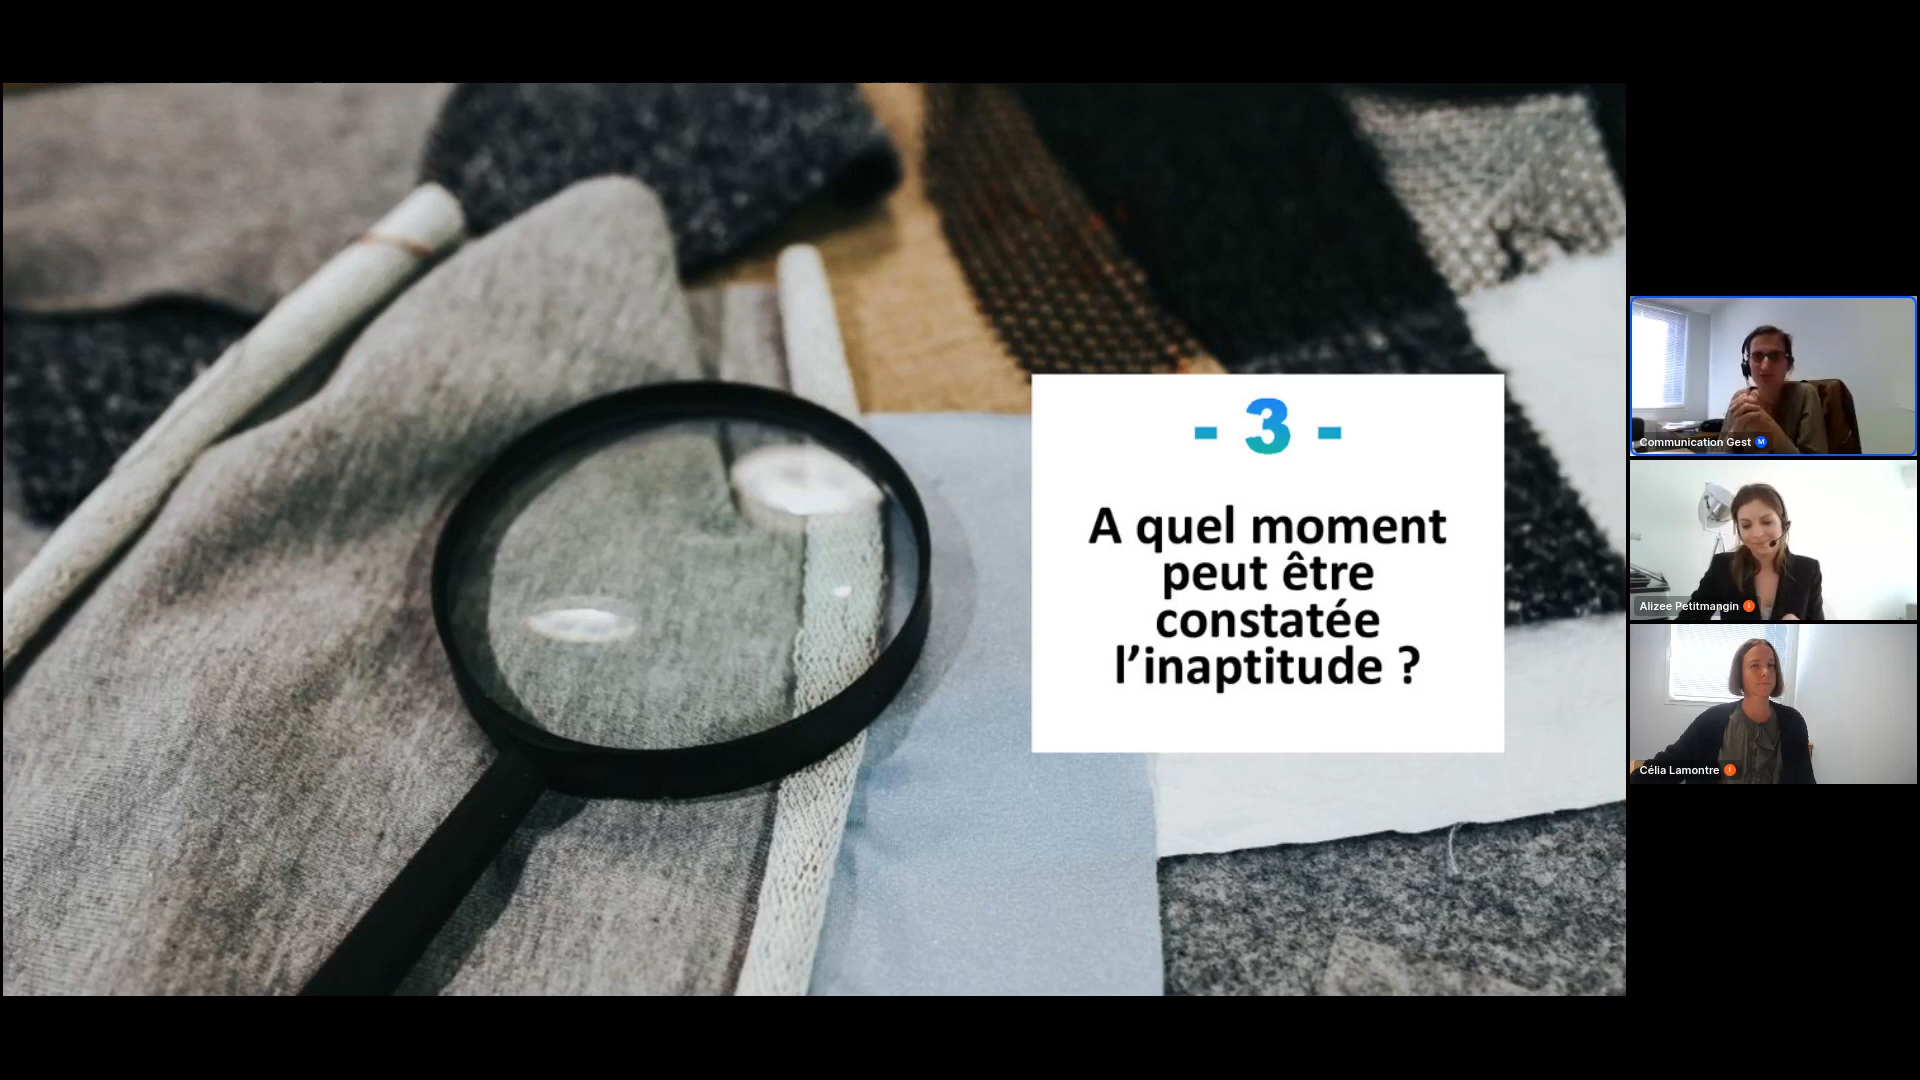 - 3 -
A quel moment
peut être
constatée
l’inaptitude ?
Communication Gest M
Alizee Petitmangin I
Célia Lamontre I